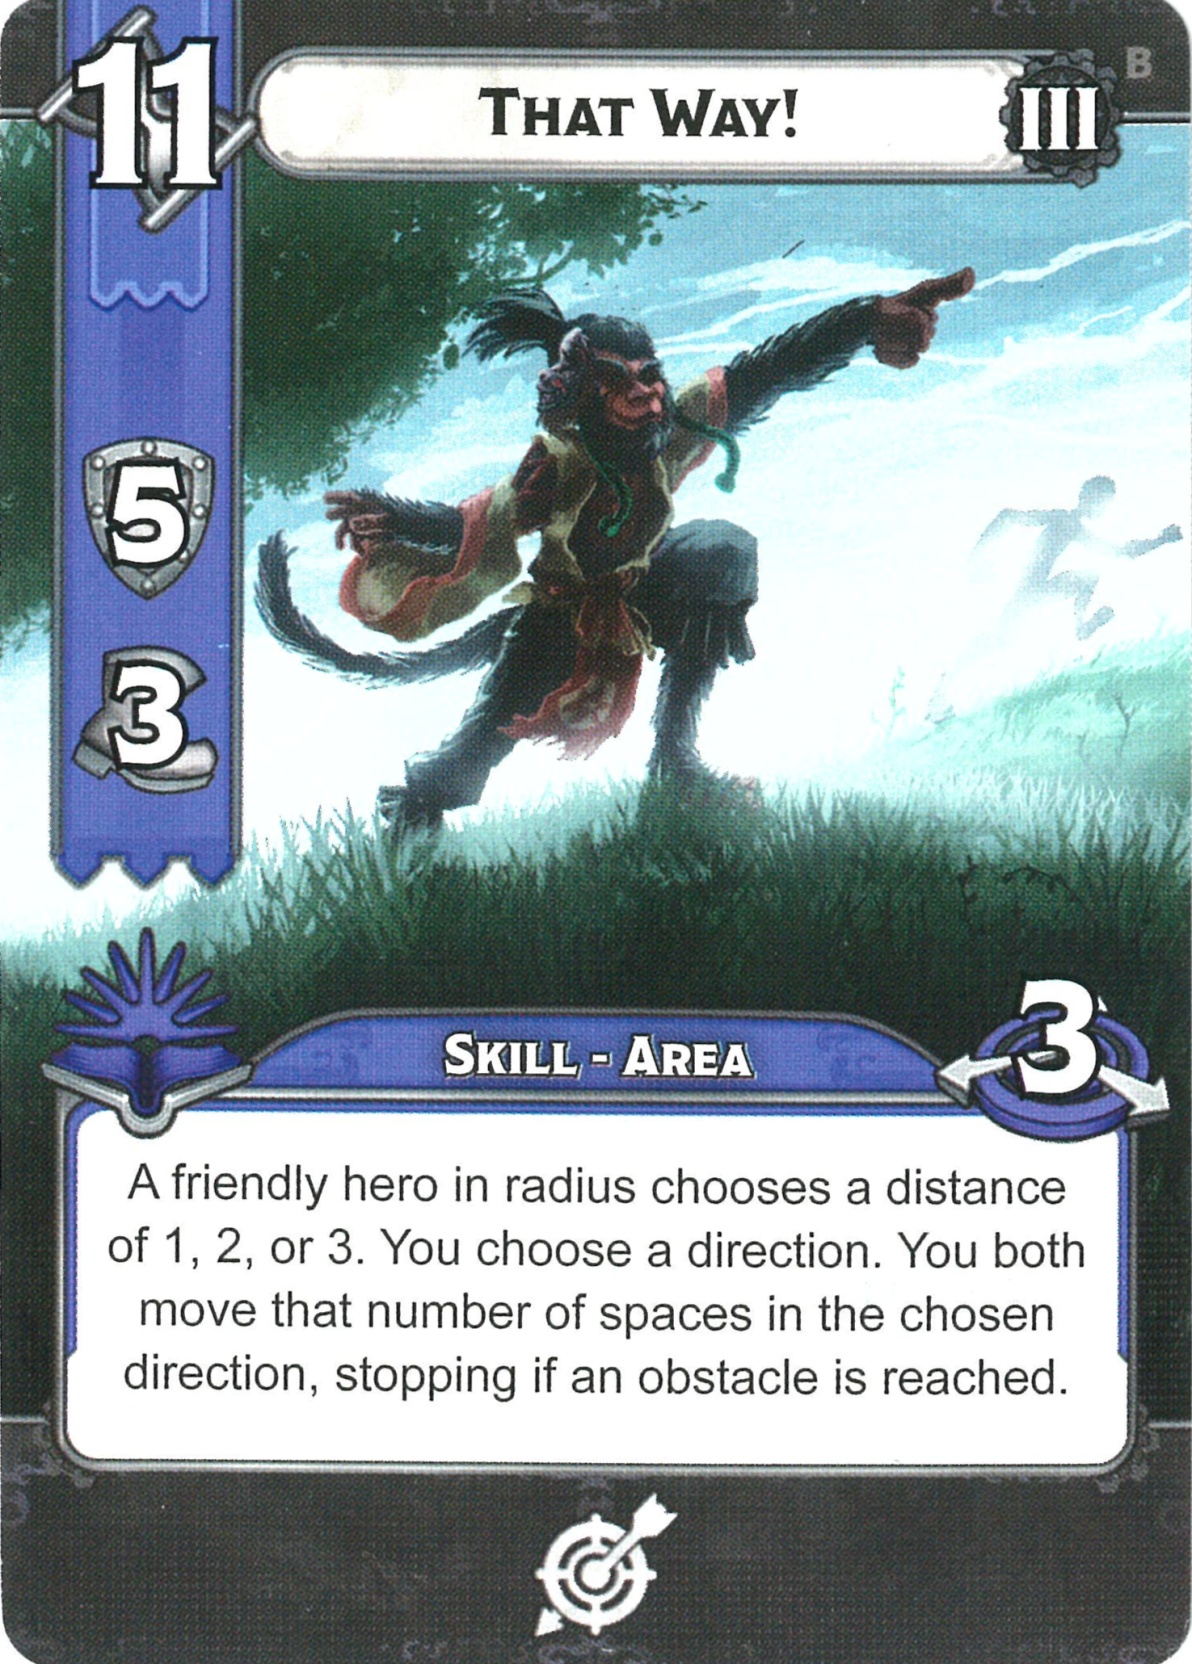 11
THAT WAY!
III
B
5
3
SKILL - AREA
3
A friendly hero in radius chooses a distance
of 1, 2, or 3. You choose a direction. You both
move that number of spaces in the chosen
direction, stopping if an obstacle is reached.